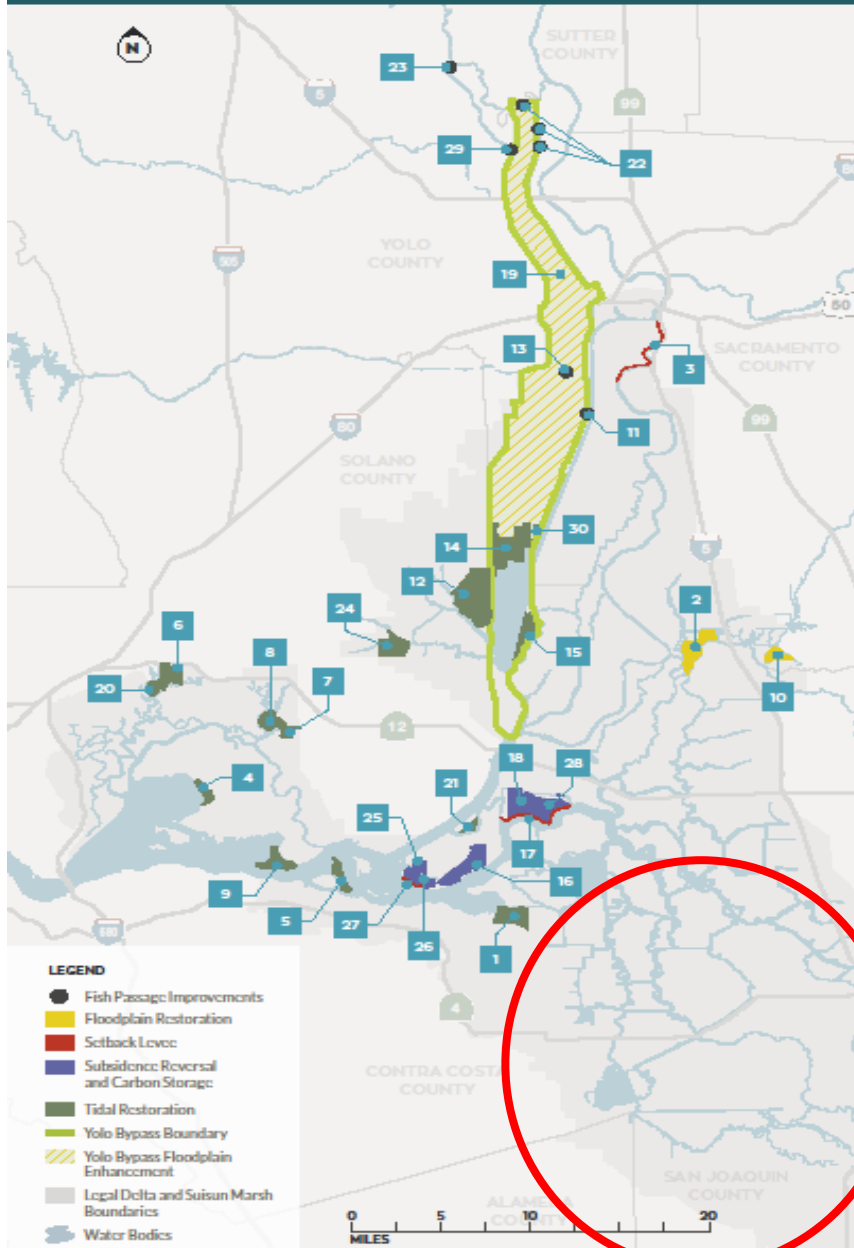 N
SUTTER
COUNTY
23
5
99
29
22
80
YOLO
COUNTY
505
19
50
13
SACRAMENTO
COUNTY
3
99
80
11
SOLANO
COUNTY
30
14
5
12
2
24
6
15
8
7
20
10
12
4
18
28
21
25
17
9
16
5
27
1
26
680
4
LEGEND
Fish Passage Improvements
Floodplain Restoration
Setback Levee
Subsidence Reversal
and Carbon Storage
Tidal Restoration
Yolo Bypass Boundary
Yolo Bypass Floodplain
Enhancement
Legal Delta and Suisun Marsh
Boundaries
Water Bodies
CONTRA COSTA
COUNTY
SAN JOAQUIN
COUNTY
ALAMEDA
COUNTY
0 5 10 20
MILES